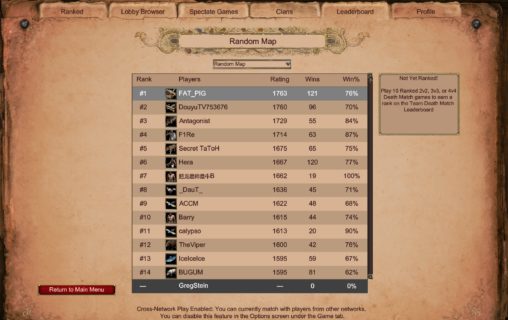 Ranked Lobby Browser Spectate Games Clans Leaderboard Profile
Random Map
Random Map
Rank Players Rating Wins Win%
#1 FAT_PIG 1763 121 76%
#2 DouyuTV753676 1760 96 70%
#3 Antagonist 1729 55 84%
#4 F1Re 1714 63 87%
#5 Secret TaToH 1675 65 75%
#6 Hera 1667 120 77%
#7 1662 19 100%
#8 _DauT_ 1636 45 71%
#9 ACCM 1622 48 68%
#10 Barry 1615 44 74%
#11 calypso 1613 20 90%
#12 TheViper 1600 42 76%
#13 IceIceIce 1595 59 67%
#14 BUGUM 1595 81 62%
— GregStein — 0 0%
Not Yet Ranked!
Play 10 Ranked 2v2, 3v3, or 4v4
Death Match games to earn a
rank on the Team Death Match
Leaderboard
Return to Main Menu
Cross-Network Play Enabled: You can currently match with players from other networks.
You can disable this feature in the Options screen under the Game tab.